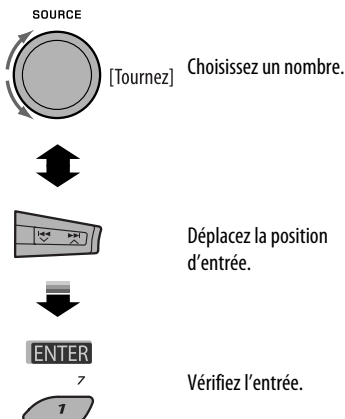 SOURCE
[Tournez] Choisissez un nombre.
Déplacez la position
d'entrée.
ENTER
7
Vérifiez l'entrée.
1